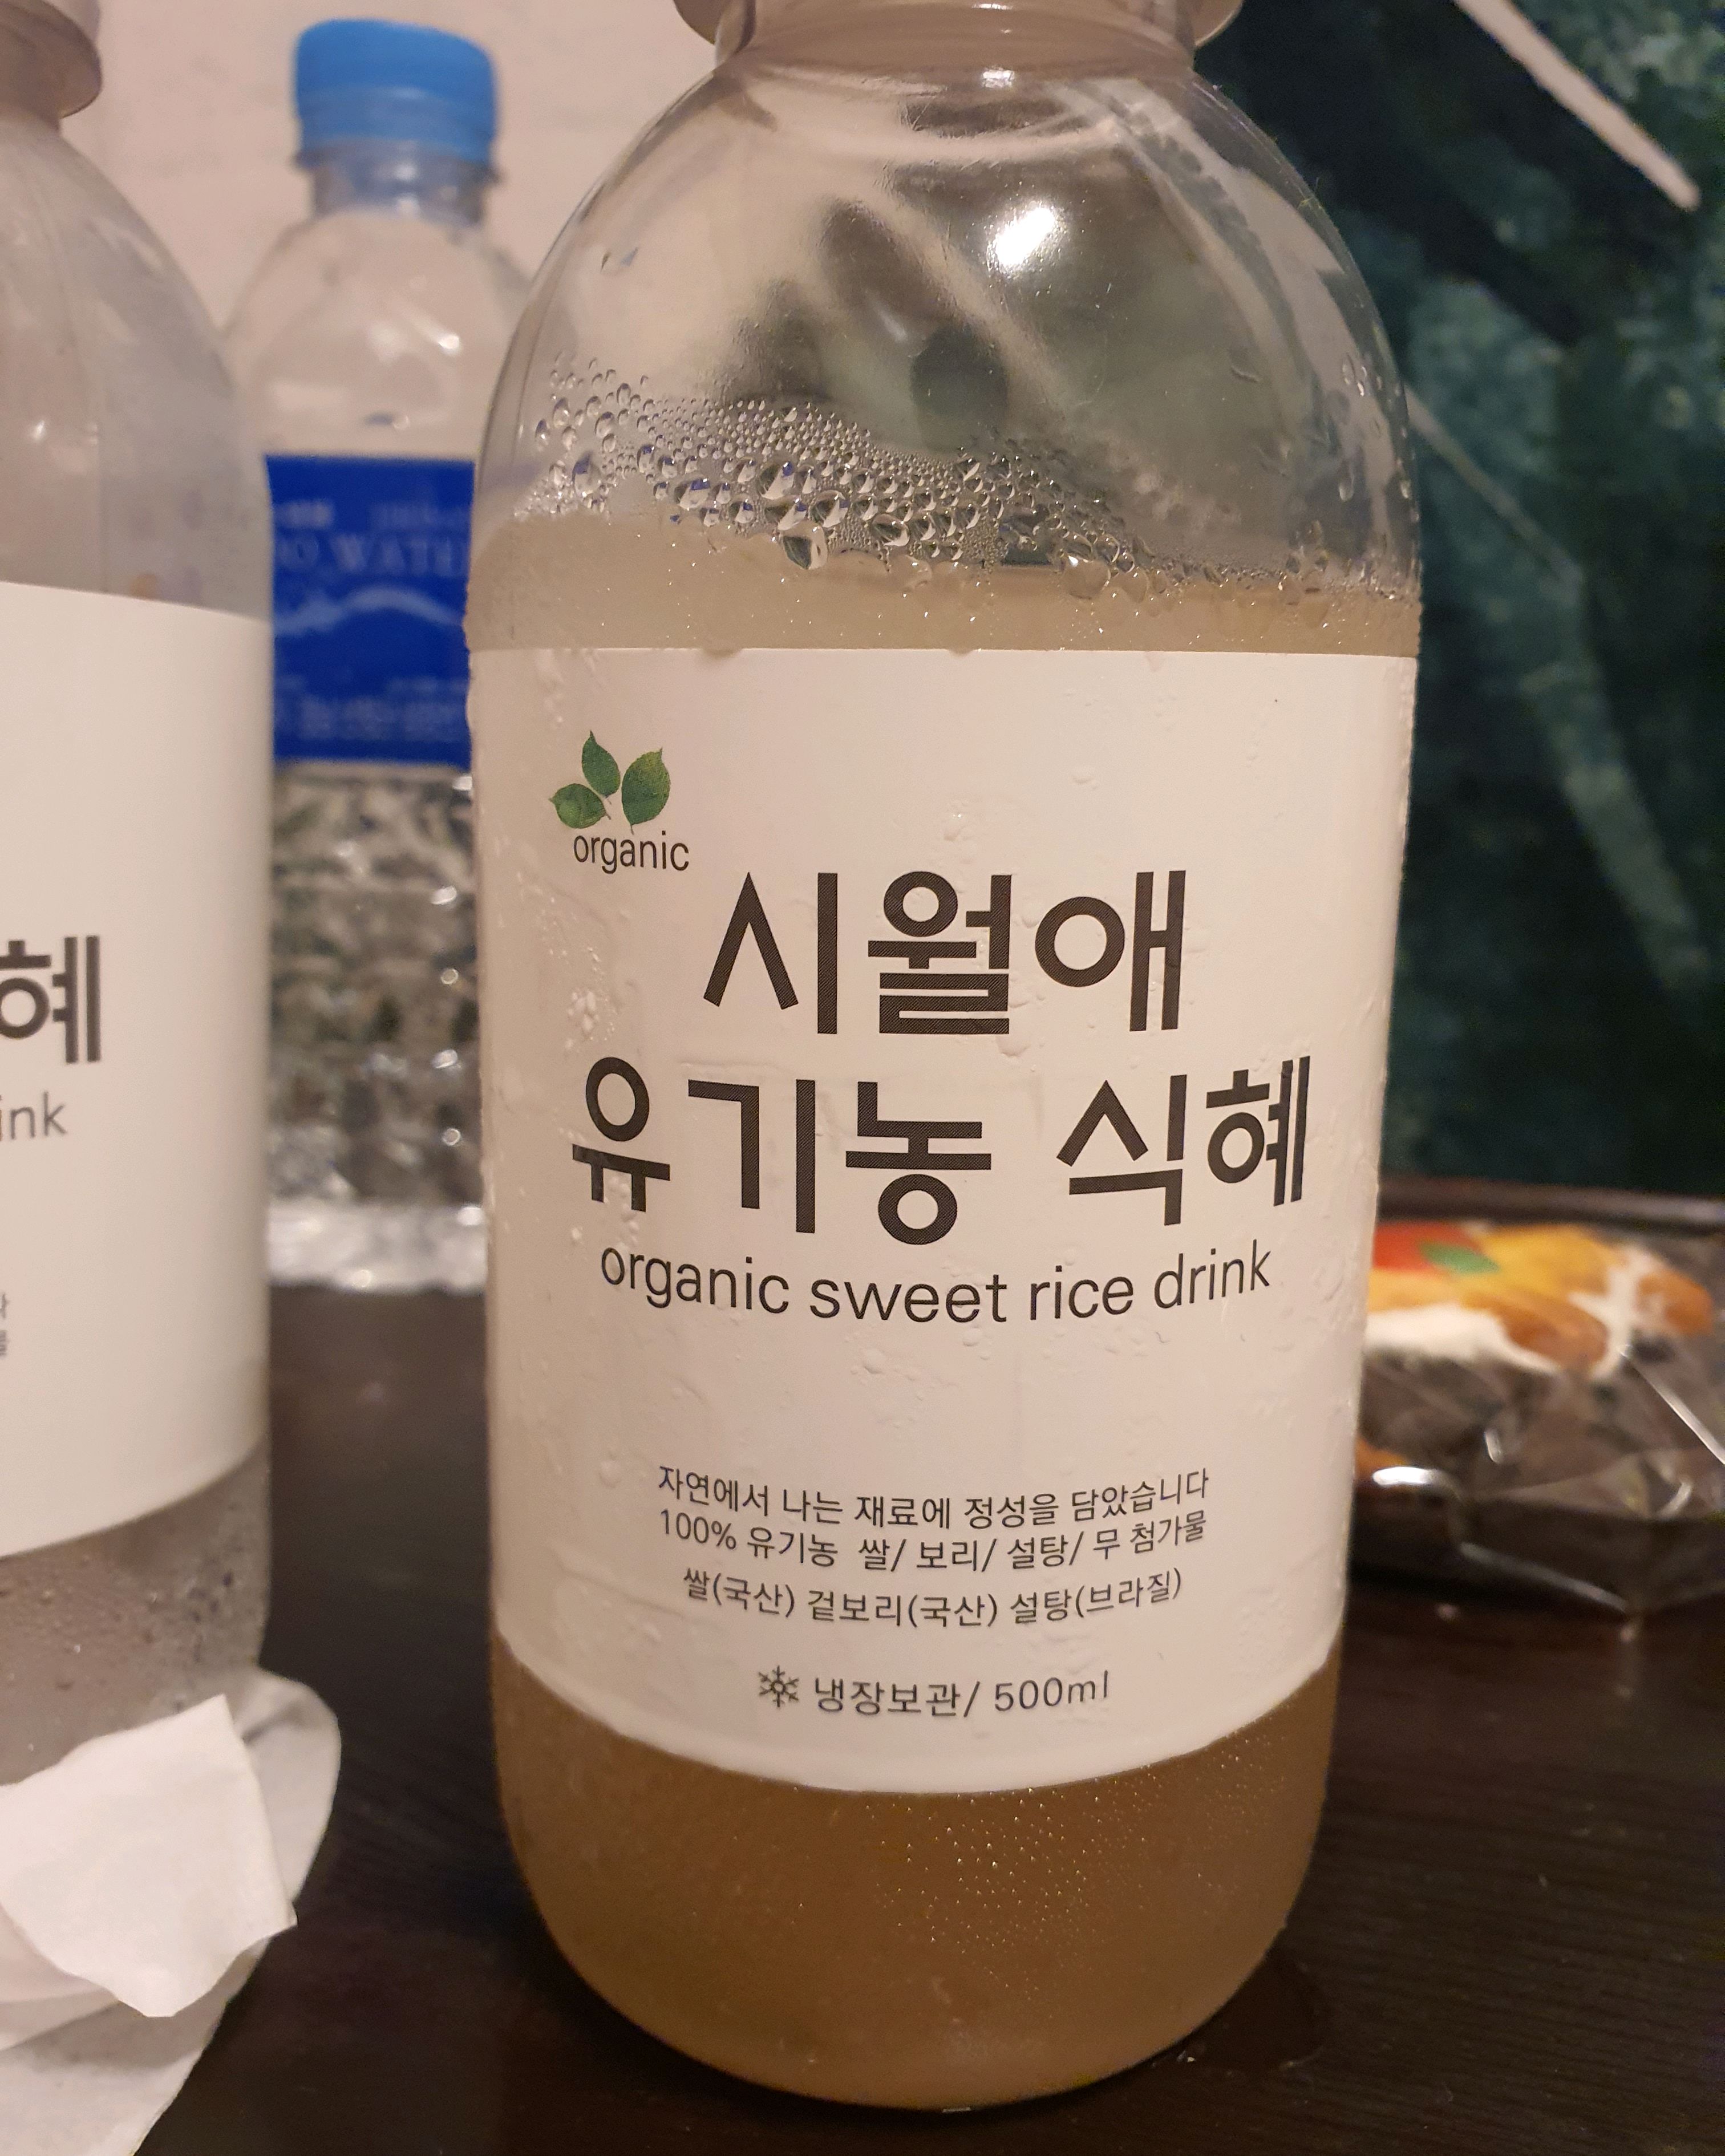 organic
시월애
유기농 식혜
organic sweet rice drink
자연에서 나는 재료에 정성을 담았습니다
100% 유기농 쌀/ 보리/ 설탕/ 무 첨가물
쌀(국산) 겉보리(국산) 설탕(브라질)
냉장보관/ 500ml
혜
ink
WATER